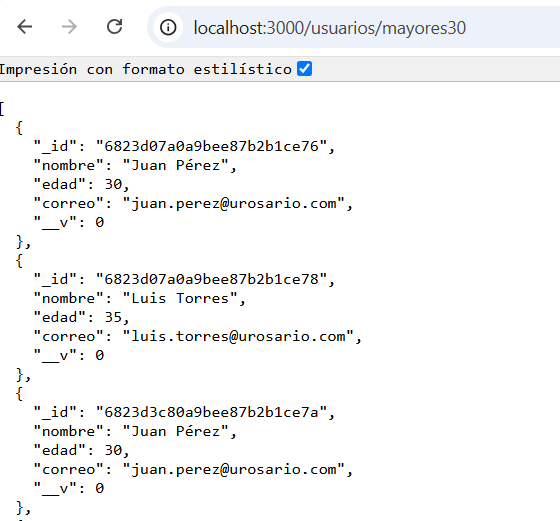 localhost:3000/usuarios/mayores30
Impresión con formato estilístico
[
  {
    "_id": "6823d07a0a9bee87b2b1ce76",
    "nombre": "Juan Pérez",
    "edad": 30,
    "correo": "juan.perez@urosario.com",
    "__v": 0
  },
  {
    "_id": "6823d07a0a9bee87b2b1ce78",
    "nombre": "Luis Torres",
    "edad": 35,
    "correo": "luis.torres@urosario.com",
    "__v": 0
  },
  {
    "_id": "6823d3c80a9bee87b2b1ce7a",
    "nombre": "Juan Pérez",
    "edad": 30,
    "correo": "juan.perez@urosario.com",
    "__v": 0
  },